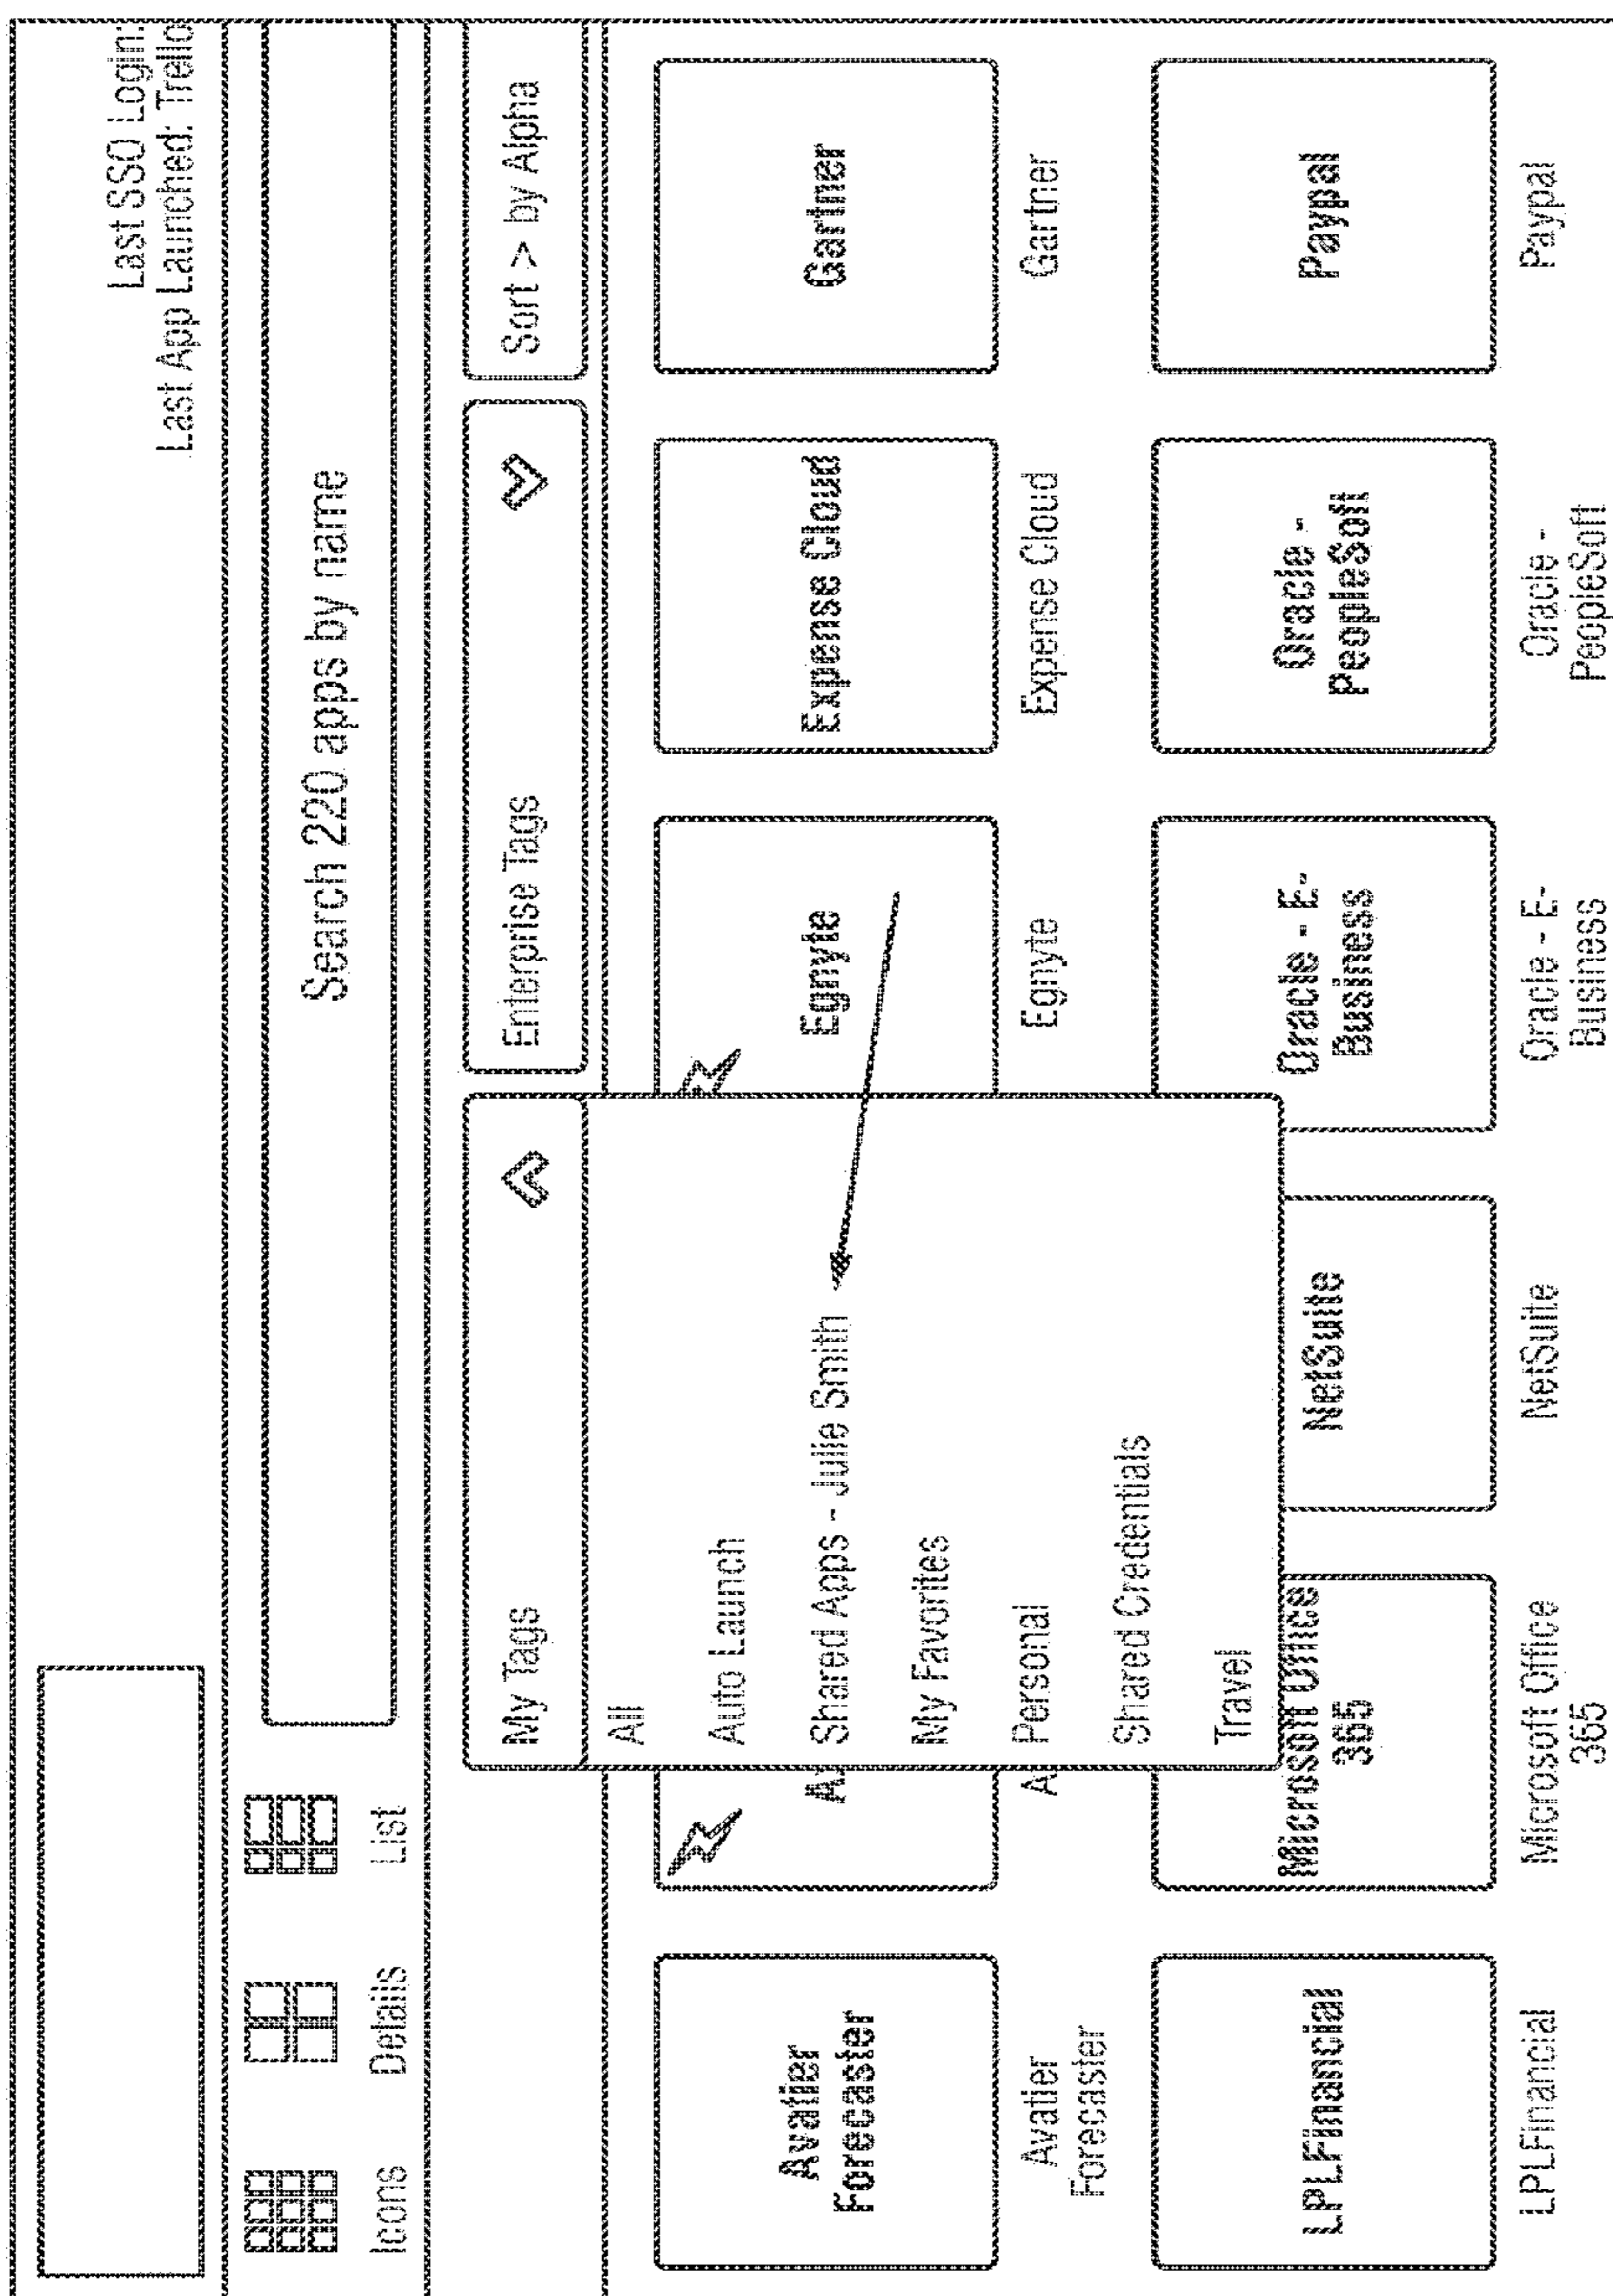 Last SSO Login:
Last App Launched: Trello
Icons
Details
List
Search 220 apps by name
My Tags
Enterprise Tags
Sort > by Alpha
All
Auto Launch
Shared Apps - Julie Smith
My Favorites
Personal
Shared Credentials
Travel
Avatier
Forecaster
A
Egnyte
Expense Cloud
Gartner
Avatier
Forecaster
A
Egnyte
Expense Cloud
Gartner
LPLFinancial
Microsoft Office
365
NetSuite
Oracle - E-
Business
Oracle -
PeopleSoft
Paypal
LPLFinancial
Microsoft Office
365
NetSuite
Oracle - E-
Business
Oracle -
PeopleSoft
Paypal